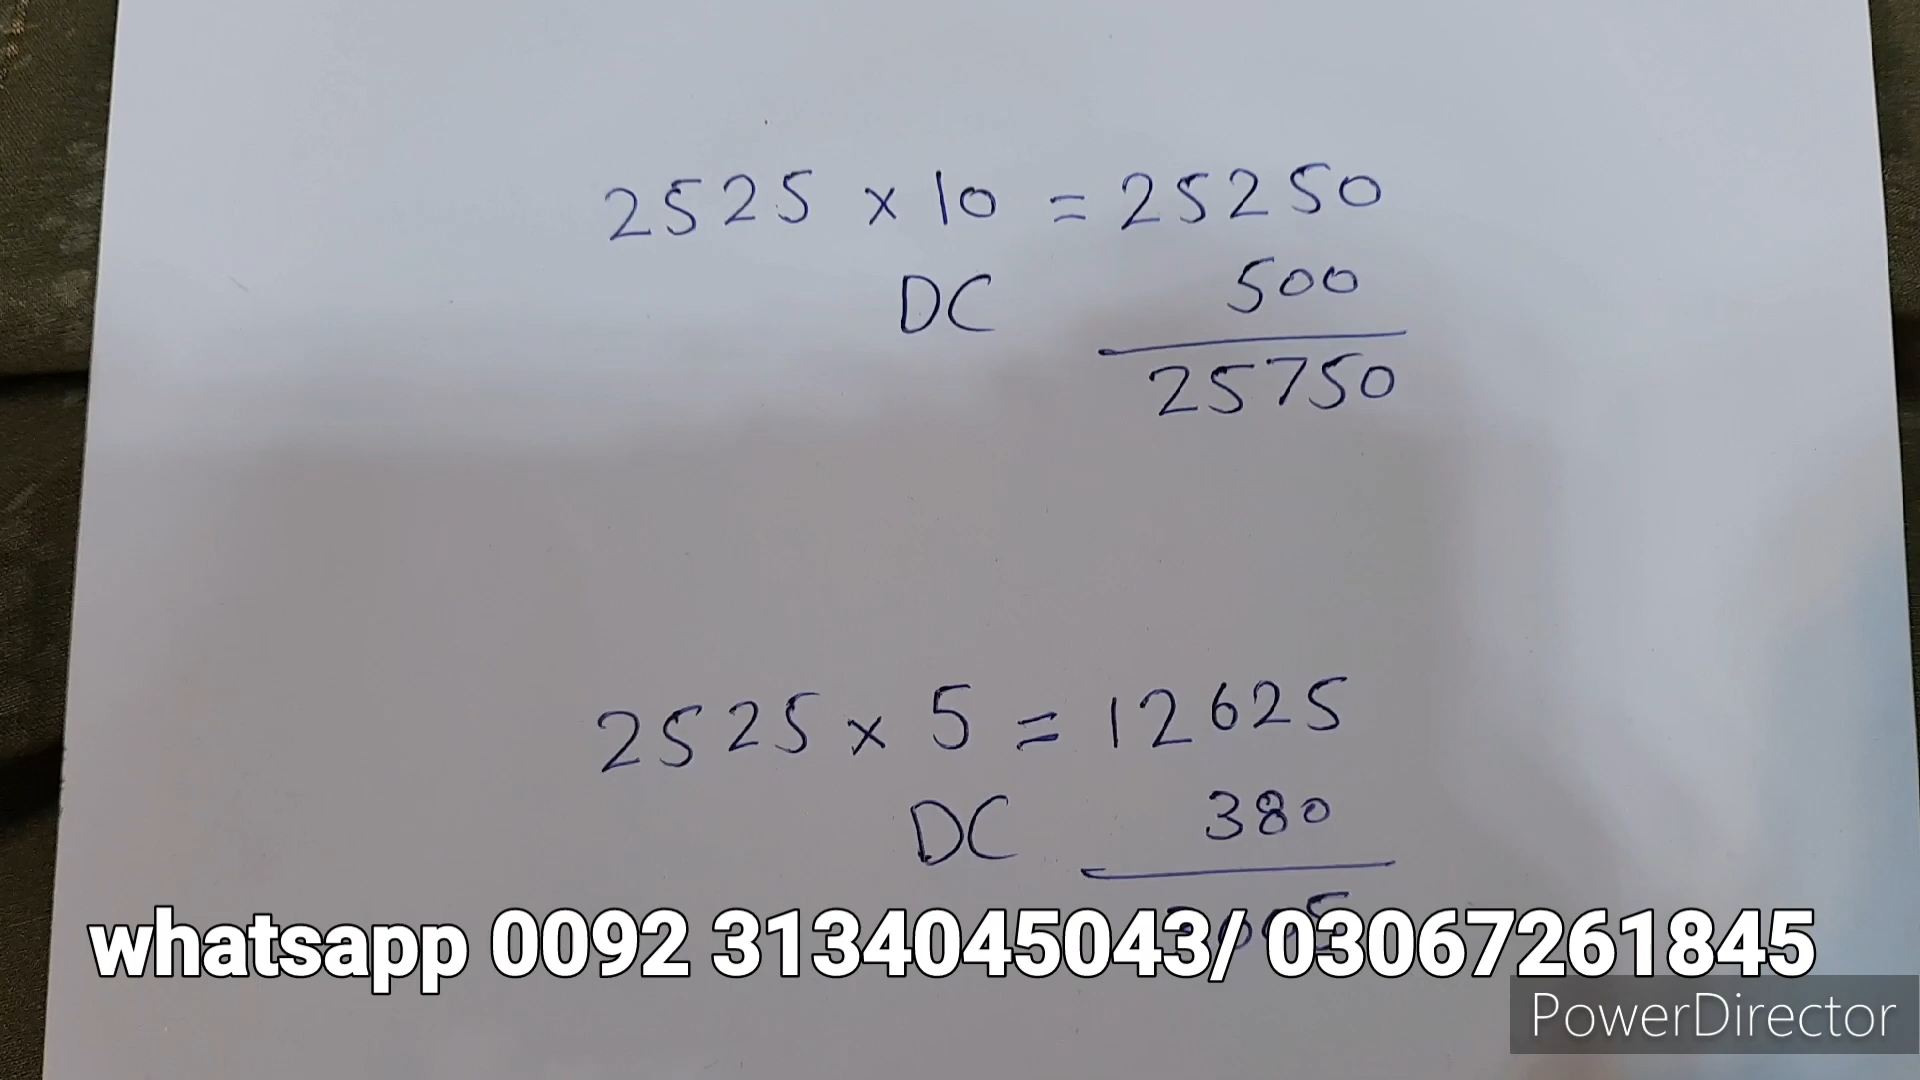 2525 x 10 = 25250
DC 500
25750
2525 x 5 = 12625
DC 380
whatsapp 0092 3134045043/ 03067261845
PowerDirector